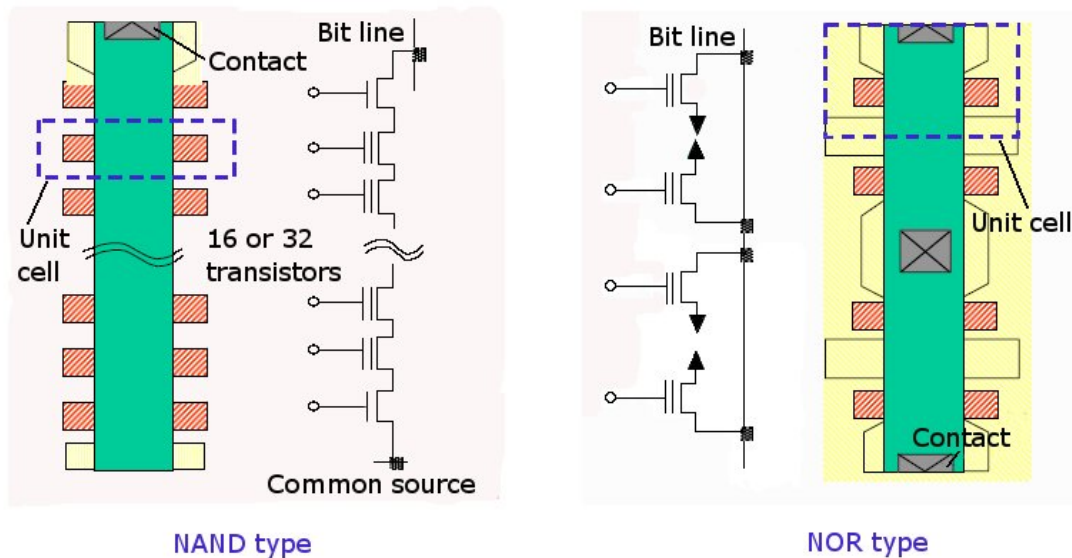 Bit line
Contact
Unit
cell
16 or 32
transistors
Common source
NAND type
Bit line
Unit cell
Contact
NOR type